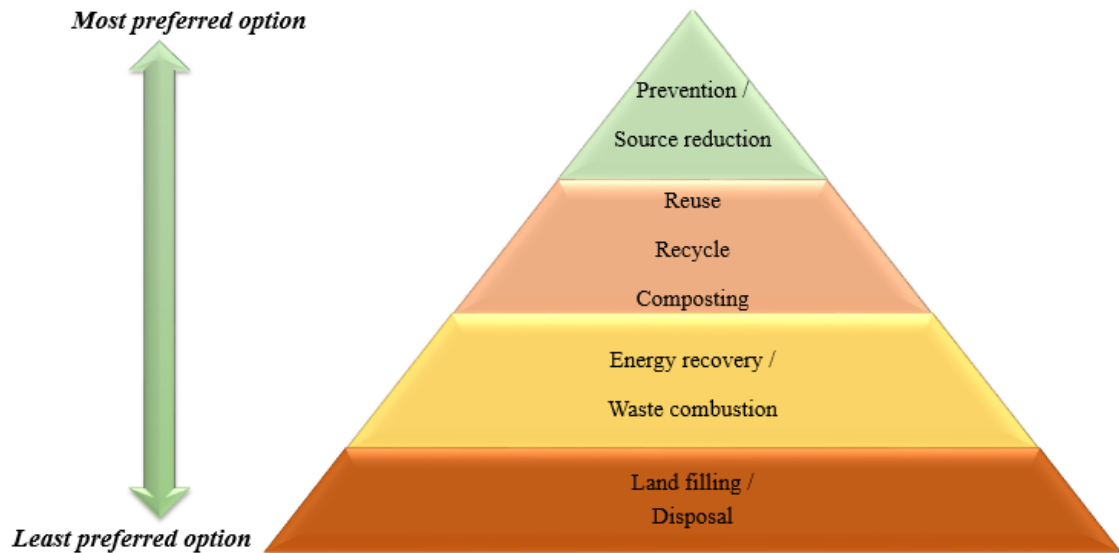 Most preferred option
Prevention /
Source reduction
Reuse
Recycle
Composting
Energy recovery /
Waste combustion
Land filling /
Disposal
Least preferred option